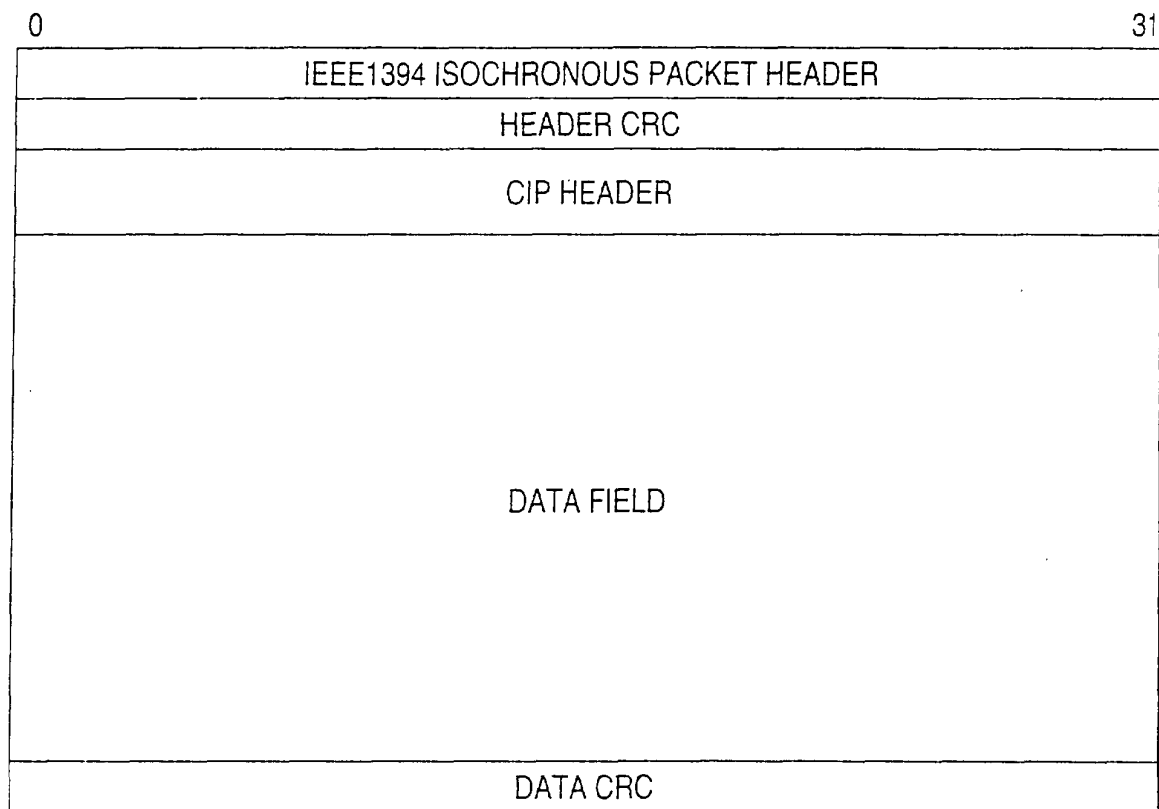 0 31
IEEE1394 ISOCHRONOUS PACKET HEADER
HEADER CRC
CIP HEADER
DATA FIELD
DATA CRC